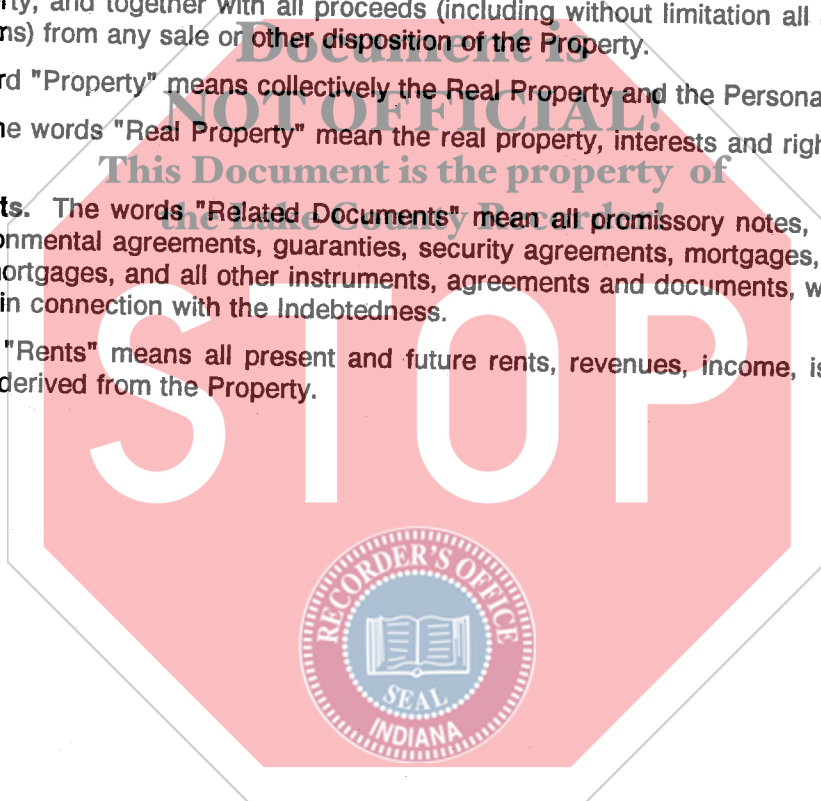 rty, and together with all proceeds (including without limitation all
ns) from any sale or other disposition of the Property.
Document is
rd "Property" means collectively the Real Property and the Persona
NOT OFFICIAL!
he words "Real Property" mean the real property, interests and righ
This Document is the property of
the Lake County Recorder!
ts. The words "Related Documents" mean all promissory notes,
onmental agreements, guaranties, security agreements, mortgages,
ortgages, and all other instruments, agreements and documents, w
in connection with the Indebtedness.
"Rents" means all present and future rents, revenues, income, is
derived from the Property.
STOP
RECORDER'S OFFICE
SEAL
INDIANA